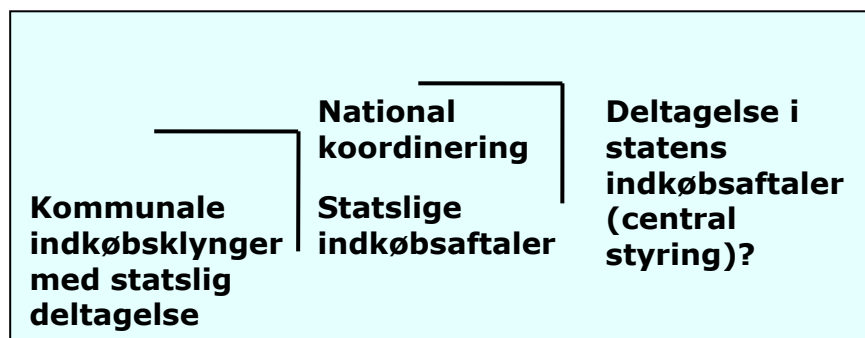 Kommunale
indkøbsklynger
med statslig
deltagelse
National
koordinering
Statslige
indkøbsaftaler
Deltagelse i
statens
indkøbsaftaler
(central
styring)?